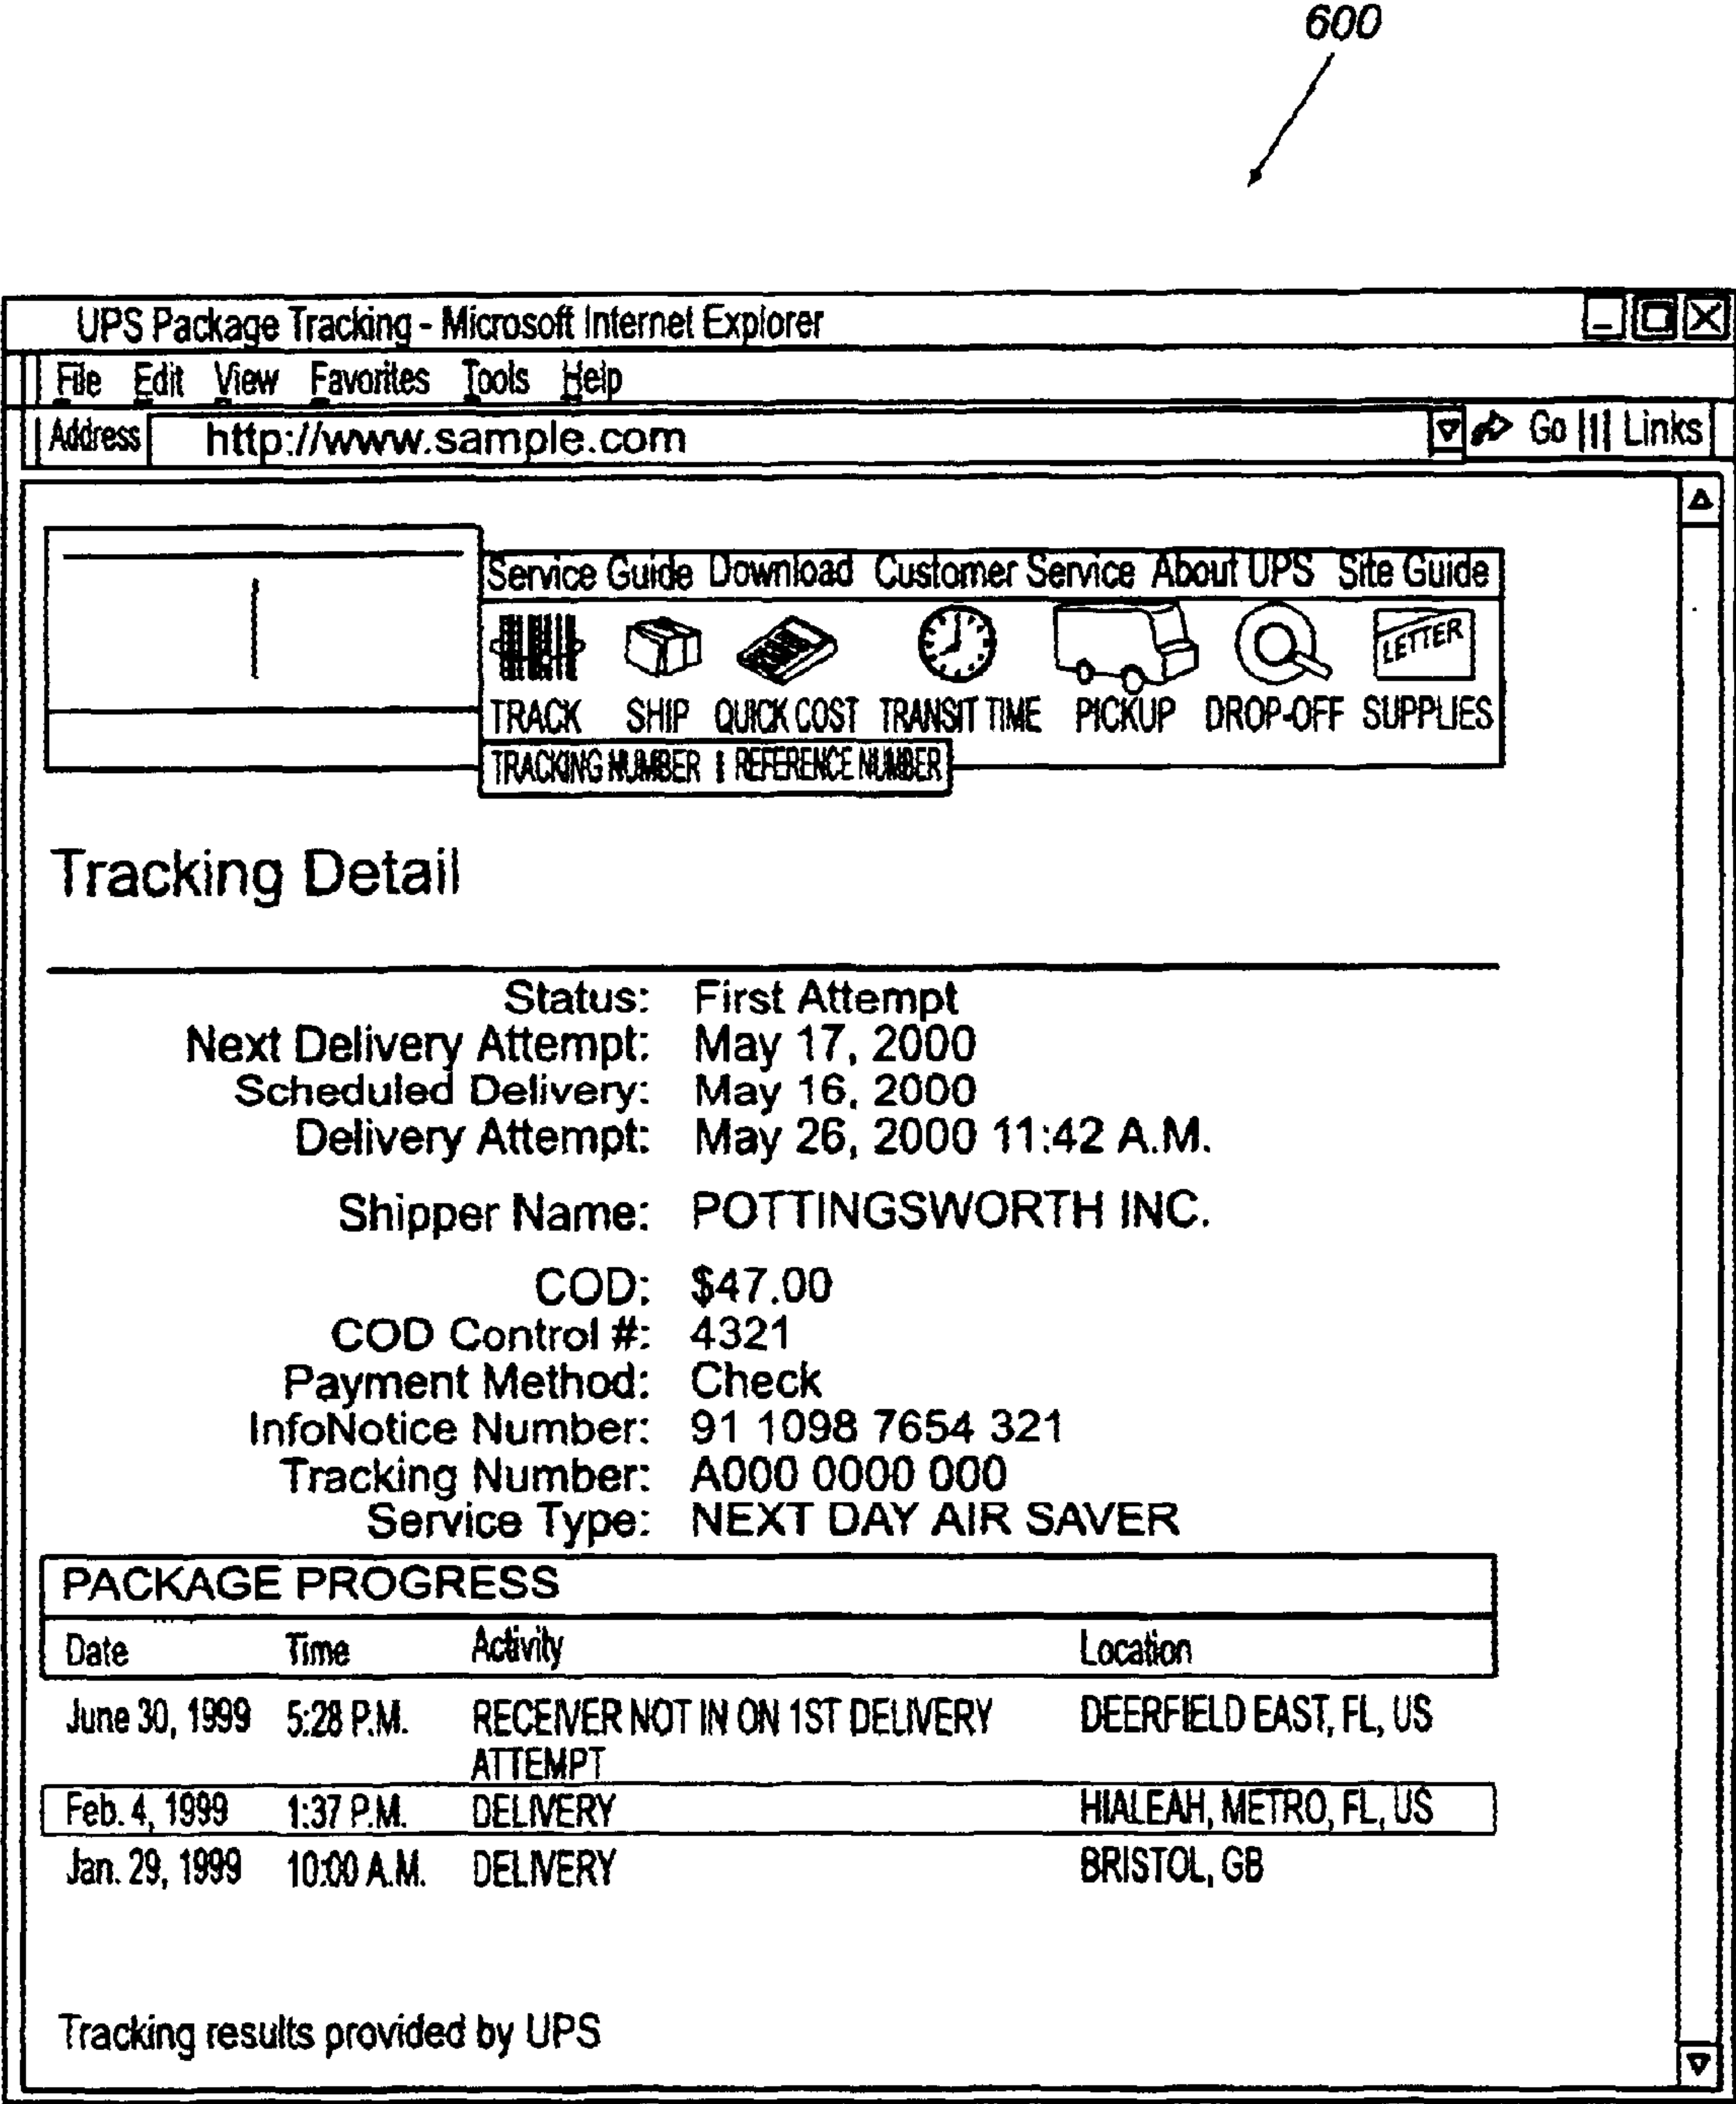 600
UPS Package Tracking - Microsoft Internet Explorer
File Edit View Favorites Tools Help
Address http://www.sample.com Go Links
Service Guide Download Customer Service About UPS Site Guide
LETTER
TRACK SHIP QUICK COST TRANSIT TIME PICKUP DROP-OFF SUPPLIES
TRACKING NUMBER | REFERENCE NUMBER
Tracking Detail
Status: First Attempt
Next Delivery Attempt: May 17, 2000
Scheduled Delivery: May 16, 2000
Delivery Attempt: May 26, 2000 11:42 A.M.
Shipper Name: POTTINGSWORTH INC.
COD: $47.00
COD Control #: 4321
Payment Method: Check
InfoNotice Number: 91 1098 7654 321
Tracking Number: A000 0000 000
Service Type: NEXT DAY AIR SAVER
PACKAGE PROGRESS
Date Time Activity Location
June 30, 1999 5:28 P.M. RECEIVER NOT IN ON 1ST DELIVERY DEERFIELD EAST, FL, US
ATTEMPT
Feb. 4, 1999 1:37 P.M. DELIVERY HIALEAH, METRO, FL, US
Jan. 29, 1999 10:00 A.M. DELIVERY BRISTOL, GB
Tracking results provided by UPS